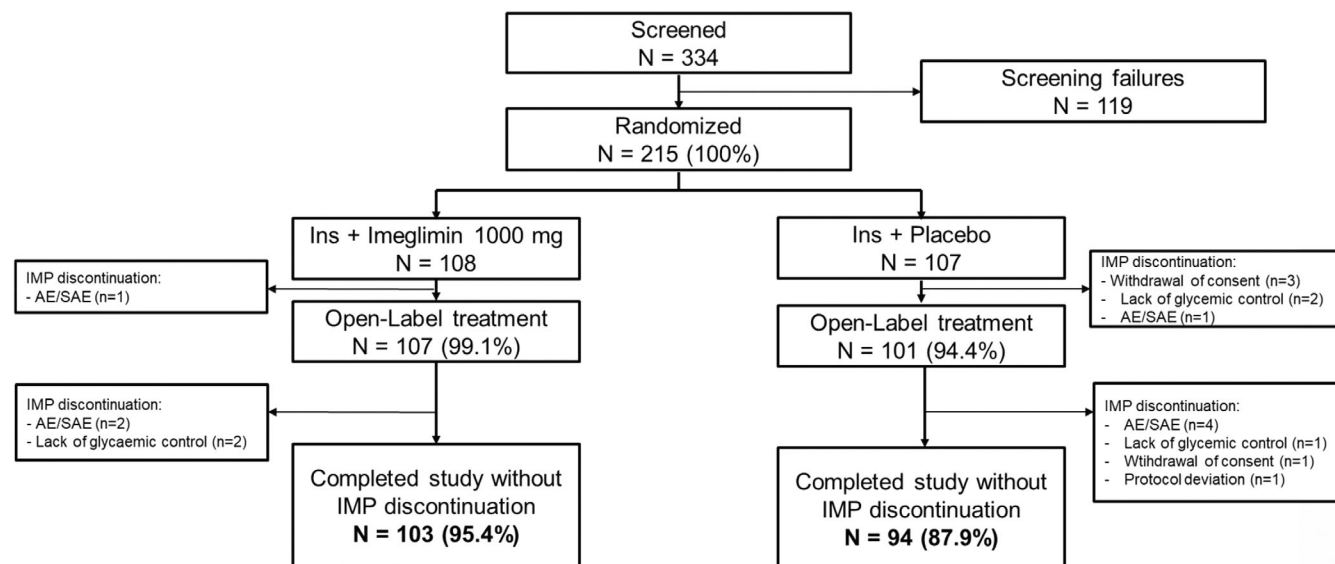 Screened
N = 334
Screening failures
N = 119
Randomized
N = 215 (100%)
Ins + Imeglimin 1000 mg
N = 108
Ins + Placebo
N = 107
IMP discontinuation:
- AE/SAE (n=1)
IMP discontinuation:
- Withdrawal of consent (n=3)
- Lack of glycemic control (n=2)
- AE/SAE (n=1)
Open-Label treatment
N = 107 (99.1%)
Open-Label treatment
N = 101 (94.4%)
IMP discontinuation:
- AE/SAE (n=2)
- Lack of glycaemic control (n=2)
IMP discontinuation:
- AE/SAE (n=4)
- Lack of glycemic control (n=1)
- Wtihdrawal of consent (n=1)
- Protocol deviation (n=1)
Completed study without
IMP discontinuation
N = 103 (95.4%)
Completed study without
IMP discontinuation
N = 94 (87.9%)